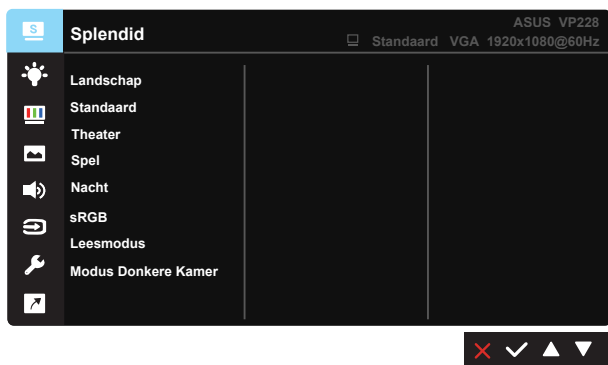 S
Splendid
ASUS VP228
Standaard VGA 1920x1080@60Hz
Landschap
Standaard
Theater
Spel
Nacht
sRGB
Leesmodus
Modus Donkere Kamer